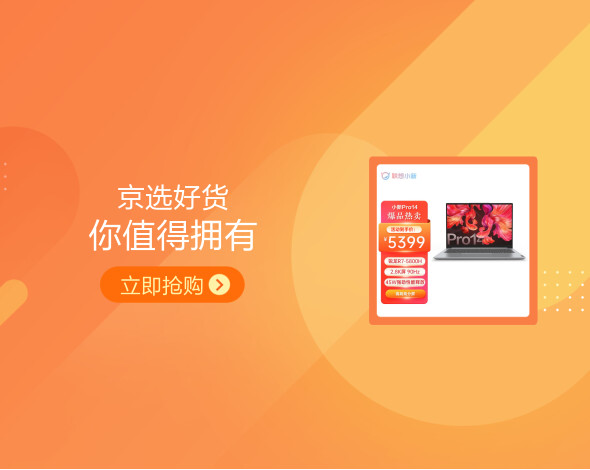 京选好货
你值得拥有
立即抢购
联想小新
小新Pro14
爆品热卖
活动到手价:
¥5399
锐龙R7-5800H
2.8K屏 90Hz
Pro14